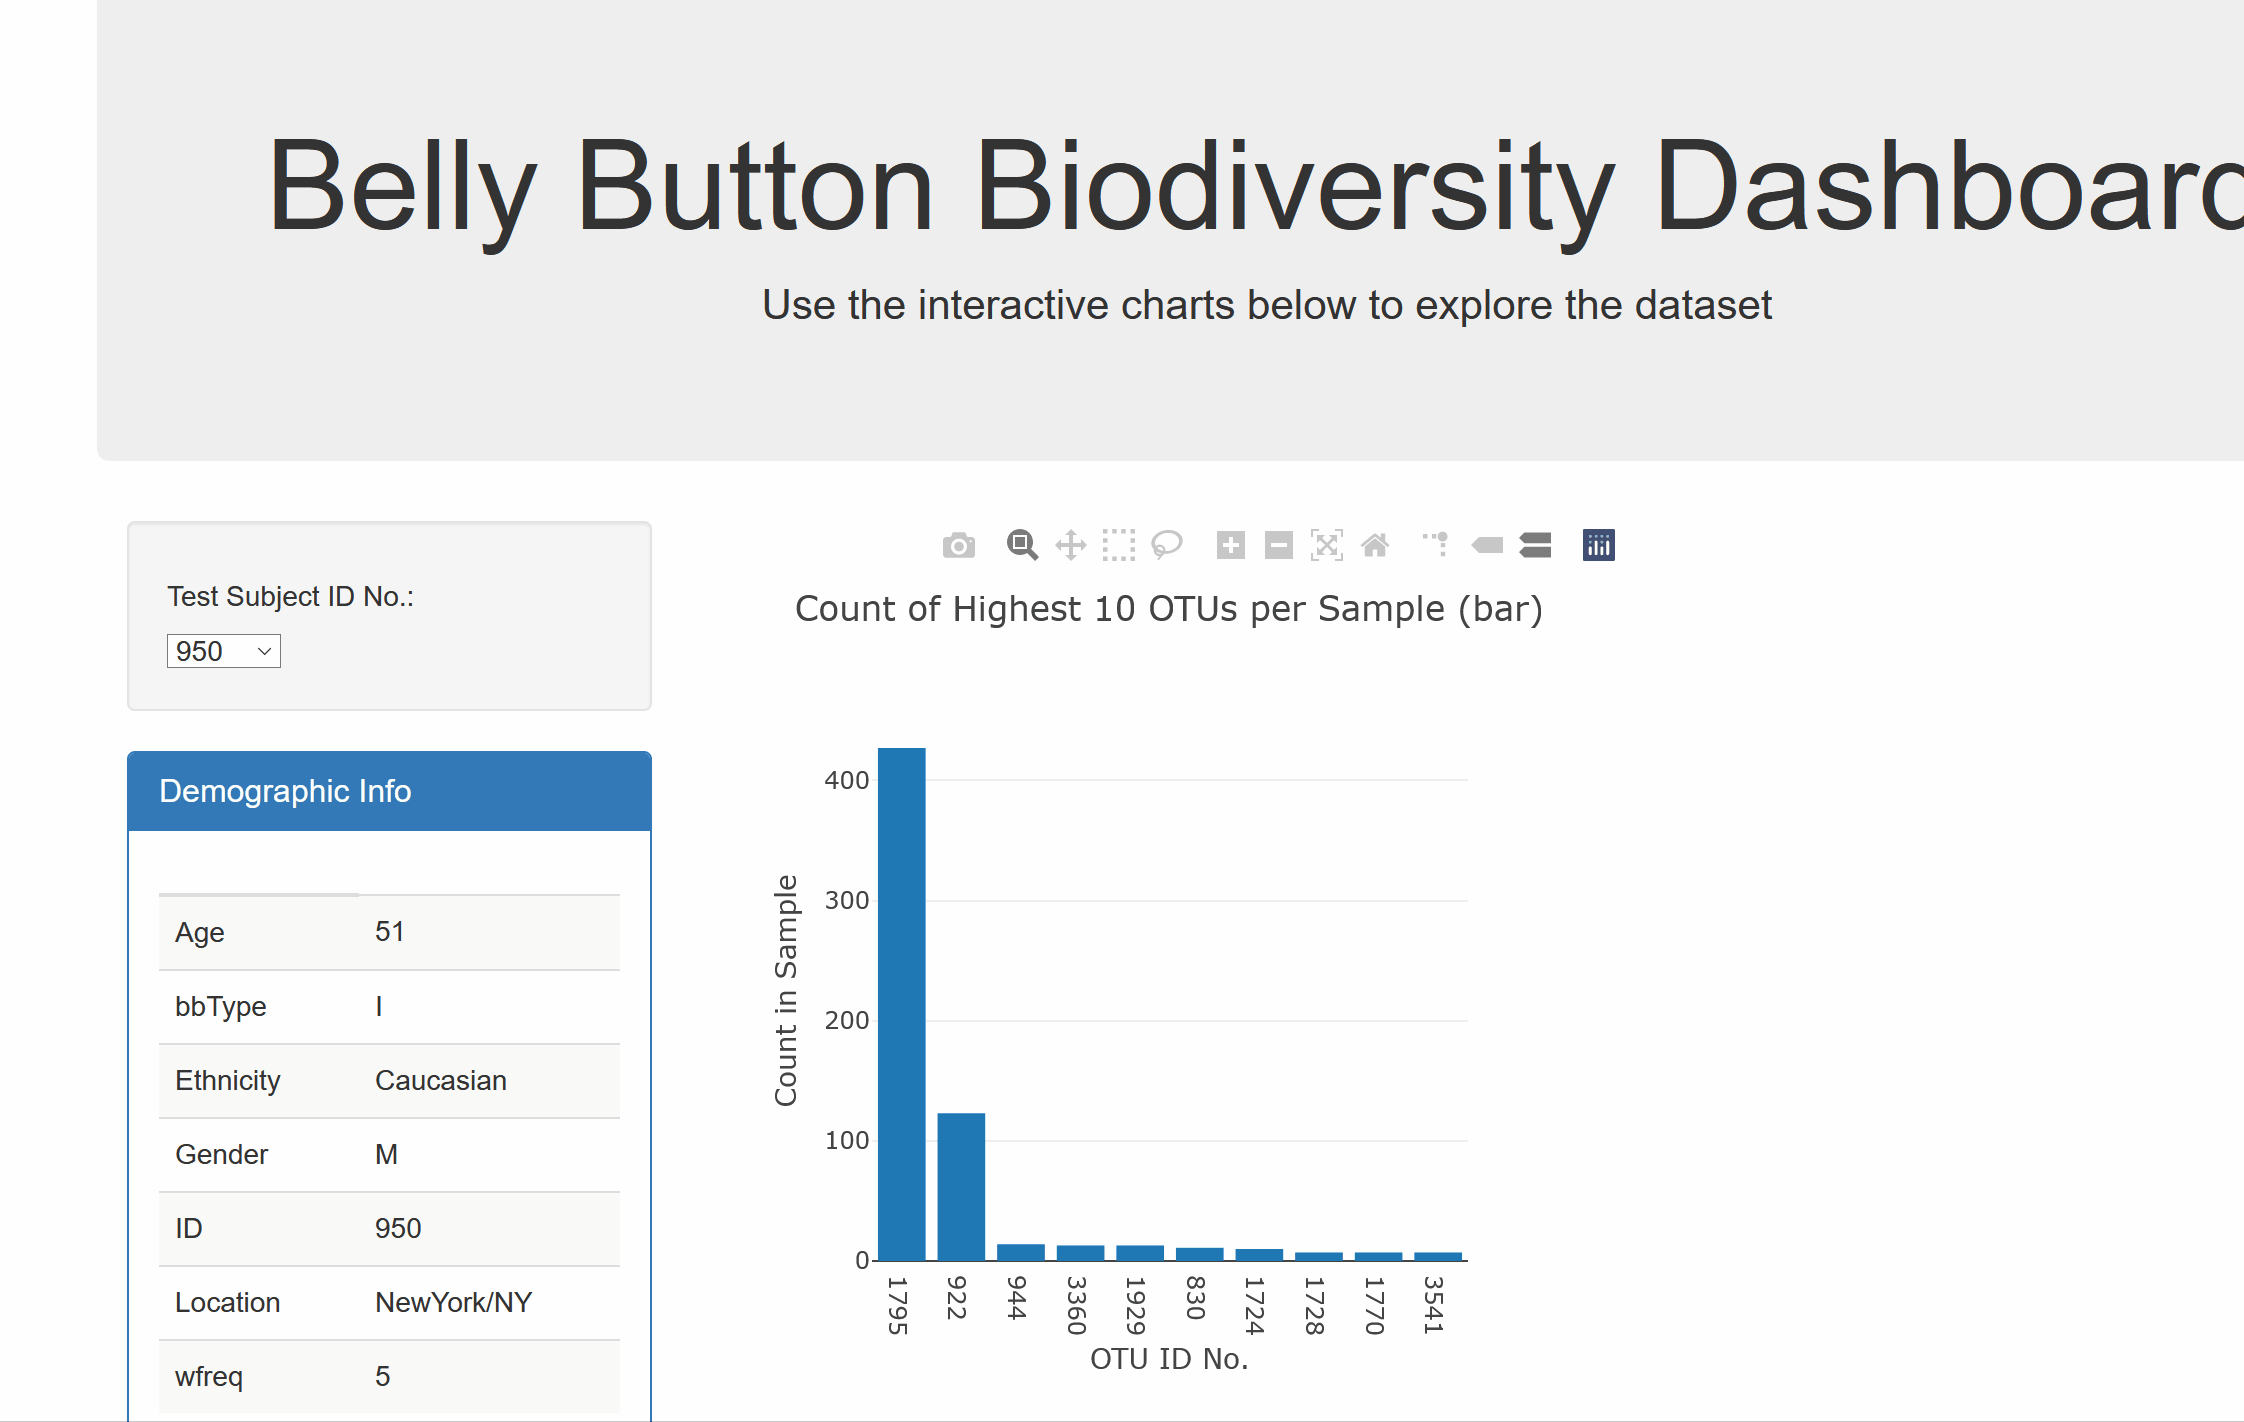 Belly Button Biodiversity Dashboard
Use the interactive charts below to explore the dataset
Test Subject ID No.:
950
Demographic Info
Age 51
bbType I
Ethnicity Caucasian
Gender M
ID 950
Location NewYork/NY
wfreq 5
Count of Highest 10 OTUs per Sample (bar)
400
300
200
100
0
Count in Sample
1795 922 944 3360 1929 830 1724 1728 1770 3541
OTU ID No.